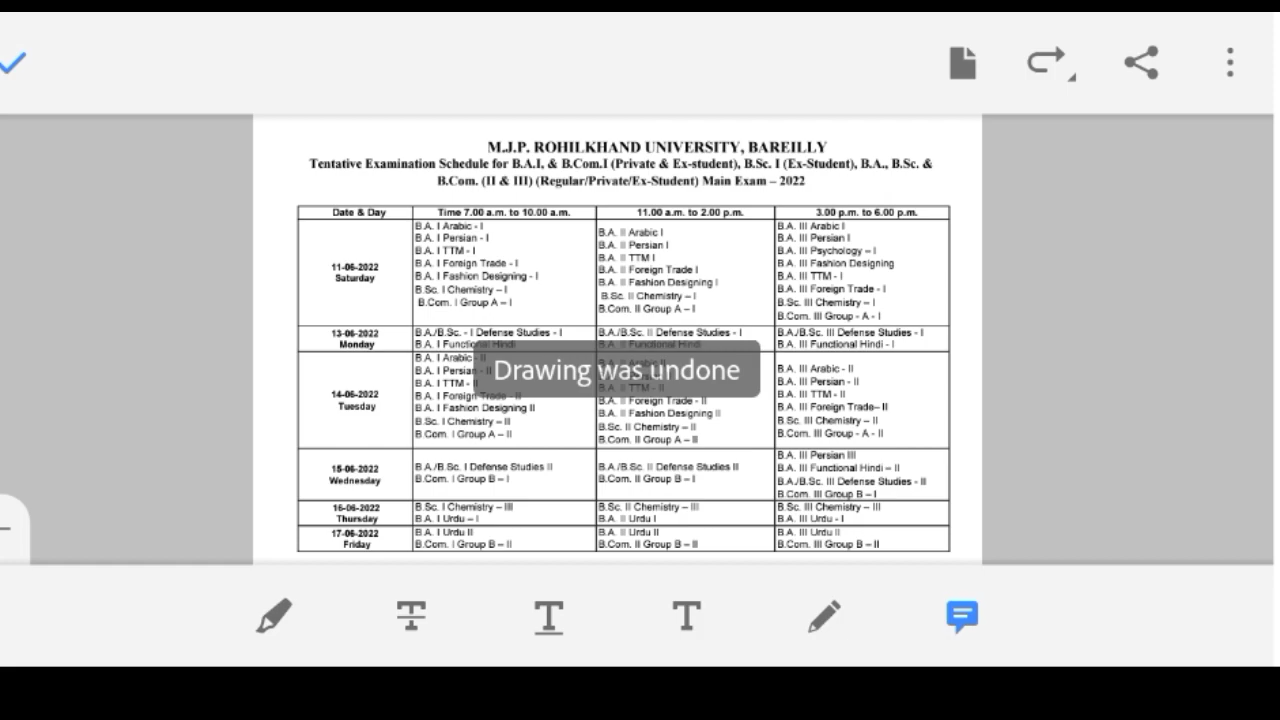 M.J.P. ROHILKHAND UNIVERSITY, BAREILLY
Tentative Examination Schedule for B.A.I, & B.Com.I (Private & Ex-student), B.Sc. I (Ex-Student), B.A., B.Sc. &
B.Com. (II & III) (Regular/Private/Ex-Student) Main Exam – 2022
Date & Day
Time 7.00 a.m. to 10.00 a.m.
11.00 a.m. to 2.00 p.m.
3.00 p.m. to 6.00 p.m.
11-06-2022
Saturday
B.A. I Arabic - I
B.A. I Persian - I
B.A. I TTM - I
B.A. I Foreign Trade - I
B.A. I Fashion Designing - I
B.Sc. I Chemistry – I
B.Com. I Group A – I
B.A. II Arabic I
B.A. II Persian I
B.A. II TTM I
B.A. II Foreign Trade I
B.A. II Fashion Designing I
B.Sc. II Chemistry – I
B.Com. II Group A – I
B.A. III Arabic I
B.A. III Persian I
B.A. III Psychology – I
B.A. III Fashion Designing
B.A. III TTM - I
B.A. III Foreign Trade - I
B.Sc. III Chemistry – I
B.Com. III Group - A - I
13-06-2022
Monday
B.A./B.Sc. - I Defense Studies - I
B.A. I Functional Hindi
B.A./B.Sc. II Defense Studies - I
B.A. II Functional Hindi
B.A./B.Sc. III Defense Studies - I
B.A. III Functional Hindi - I
14-06-2022
Tuesday
B.A. I Arabic - II
B.A. I Persian - II
B.A. I TTM - II
B.A. I Foreign Trade - II
B.A. I Fashion Designing II
B.Sc. I Chemistry – II
B.Com. I Group A – II
Drawing was undone
B.A. II Arabic II
B.A. II TTM - II
B.A. II Foreign Trade - II
B.A. II Fashion Designing II
B.Sc. II Chemistry – II
B.Com. II Group A – II
B.A. III Arabic - II
B.A. III Persian - II
B.A. III TTM - II
B.A. III Foreign Trade– II
B.Sc. III Chemistry – II
B.Com. III Group - A - II
15-06-2022
Wednesday
B.A./B.Sc. I Defense Studies II
B.Com. I Group B – I
B.A./B.Sc. II Defense Studies II
B.Com. II Group B – I
B.A. III Persian III
B.A. III Functional Hindi – II
B.A./B.Sc. III Defense Studies - II
B.Com. III Group B – I
16-06-2022
Thursday
B.Sc. I Chemistry – III
B.A. I Urdu – I
B.Sc. II Chemistry – III
B.A. II Urdu I
B.Sc. III Chemistry – III
B.A. III Urdu - I
17-06-2022
Friday
B.A. I Urdu II
B.Com. I Group B – II
B.A. II Urdu II
B.Com. II Group B – II
B.A. III Urdu II
B.Com. III Group B – II